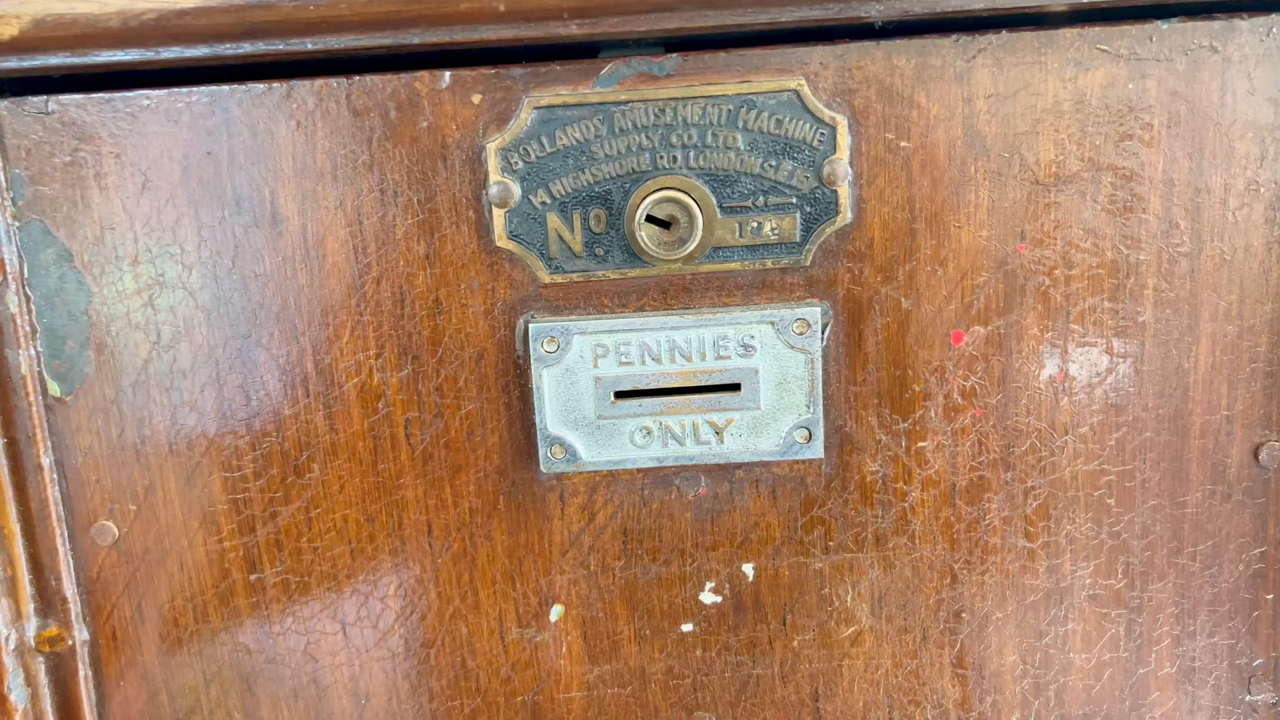 BOLLANDS AMUSEMENT MACHINE
SUPPLY CO. LTD.
14 HIGHSHORE RD LONDON S.E.15
No.
PENNIES
ONLY